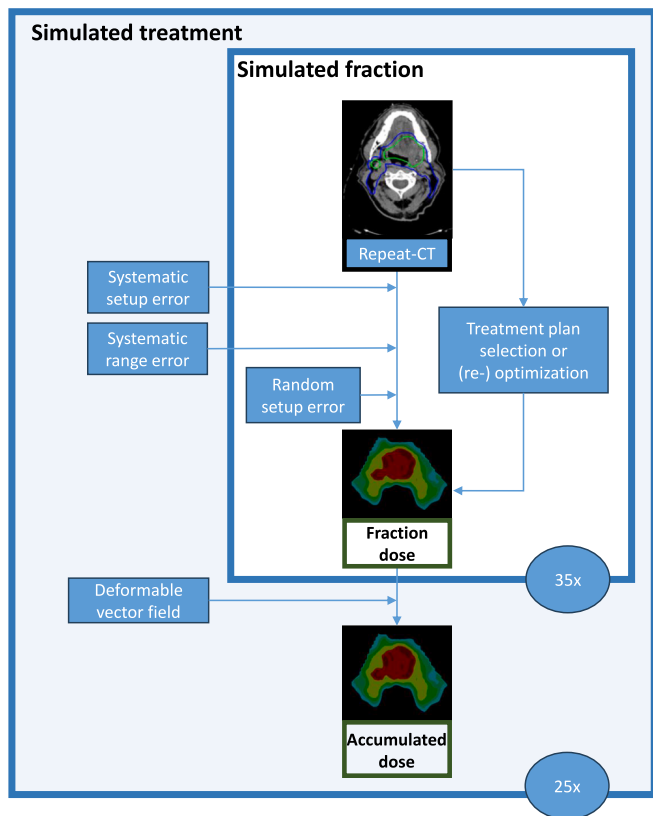 Simulated treatment
Simulated fraction
Repeat-CT
Systematic
setup error
Systematic
range error
Treatment plan
selection or
(re-) optimization
Random
setup error
Fraction
dose
35x
Deformable
vector field
Accumulated
dose
25x